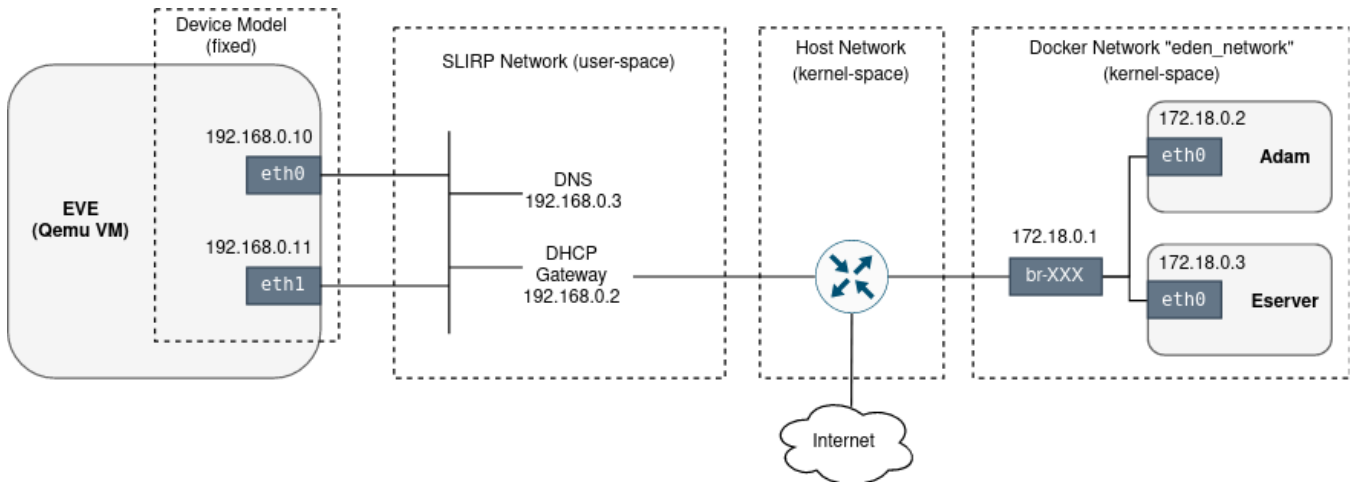 Device Model
(fixed)
EVE
(Qemu VM)
192.168.0.10
eth0
192.168.0.11
eth1
SLIRP Network (user-space)
DNS
192.168.0.3
DHCP
Gateway
192.168.0.2
Host Network
(kernel-space)
Internet
Docker Network "eden_network"
(kernel-space)
172.18.0.1
br-XXX
172.18.0.2
eth0
Adam
172.18.0.3
eth0
Eserver